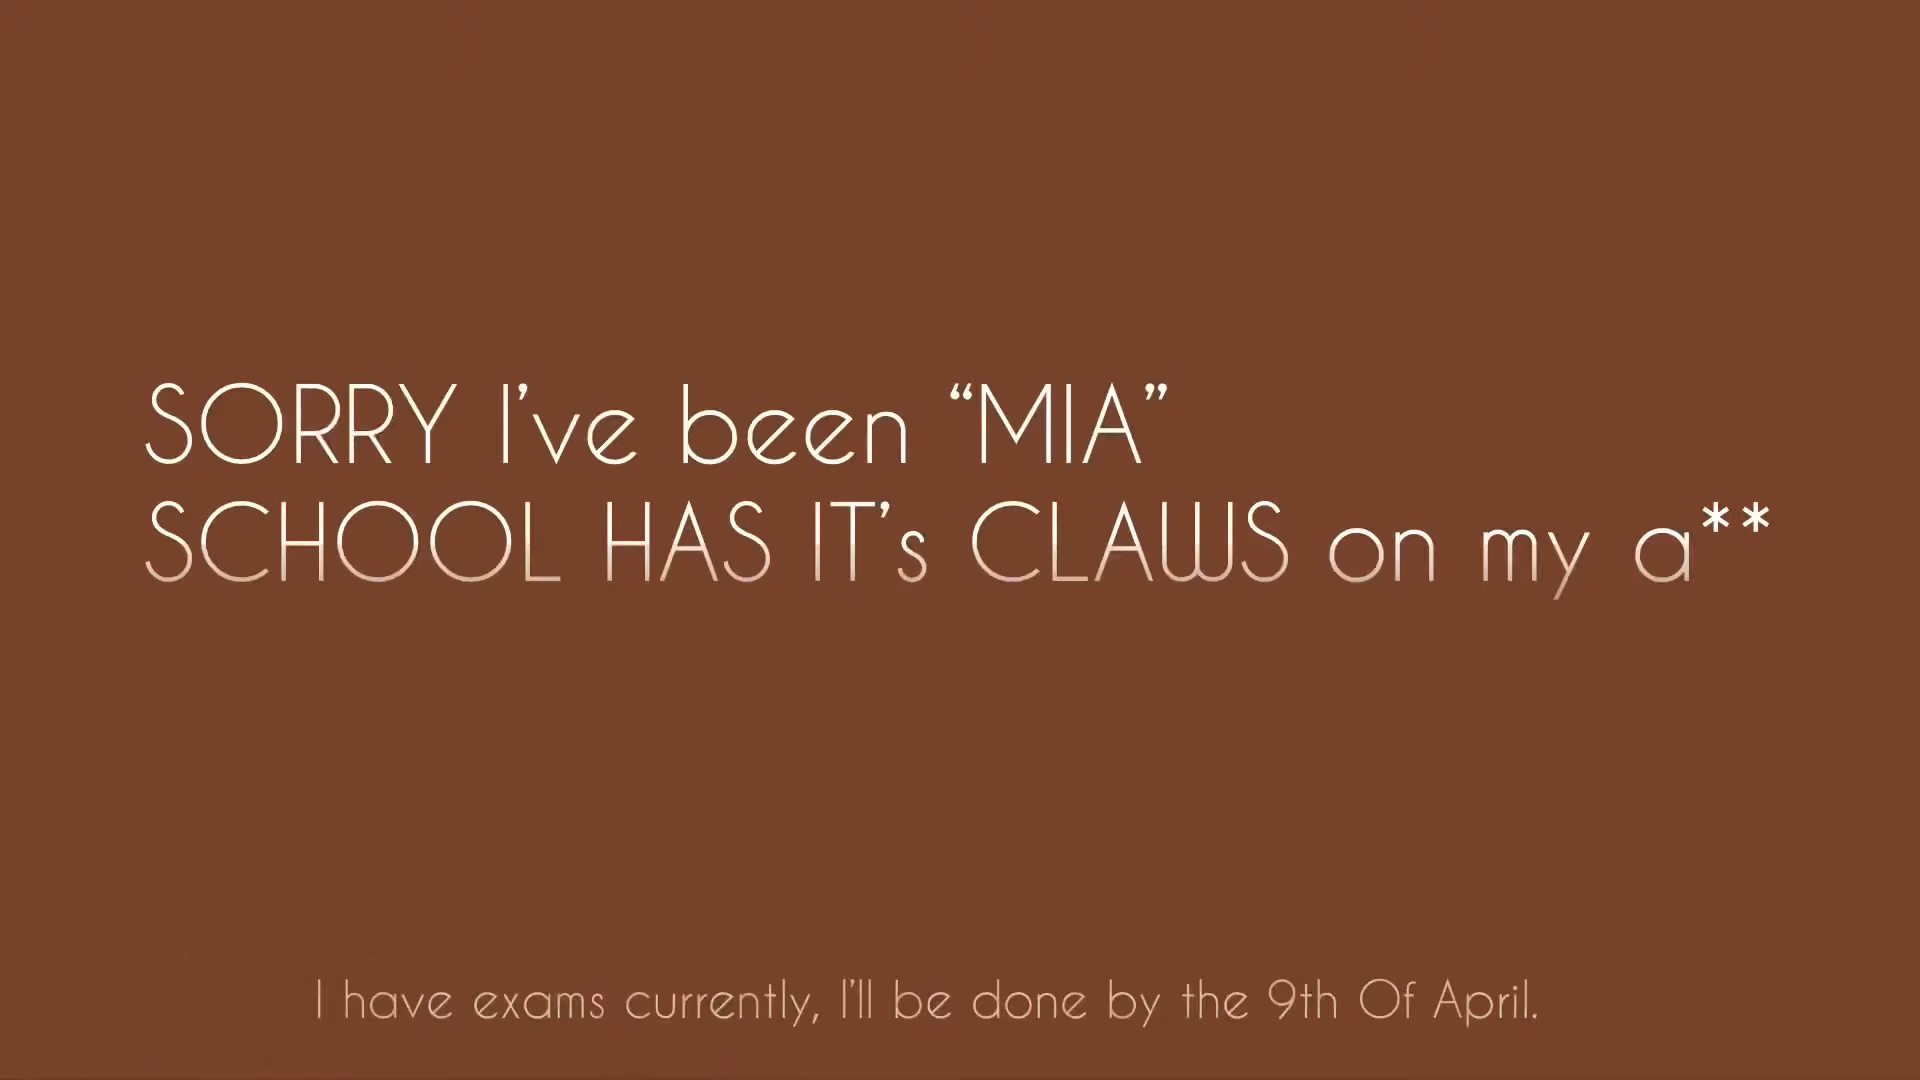 SORRY I’ve been “MIA”
SCHOOL HAS IT’s CLAWS on my a**
I have exams currently, I’ll be done by the 9th Of April.